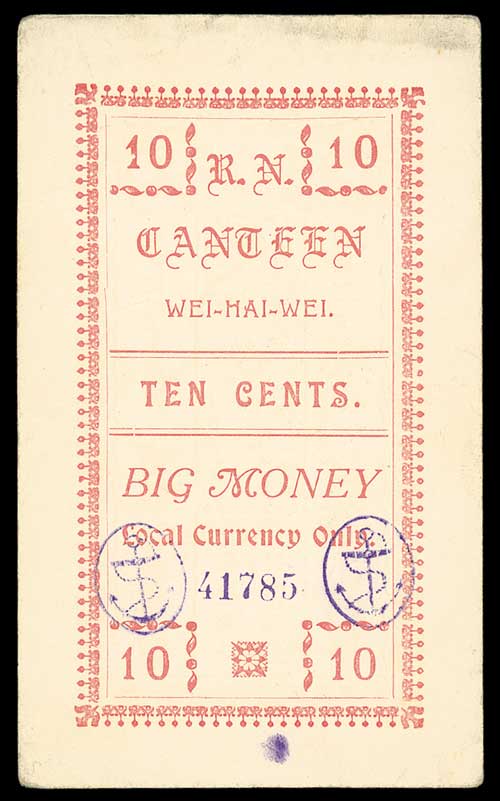 10 R. N. 10
CANTEEN
WEI-HAI-WEI.
TEN CENTS.
BIG MONEY
Local Currency Only.
41785
10 10